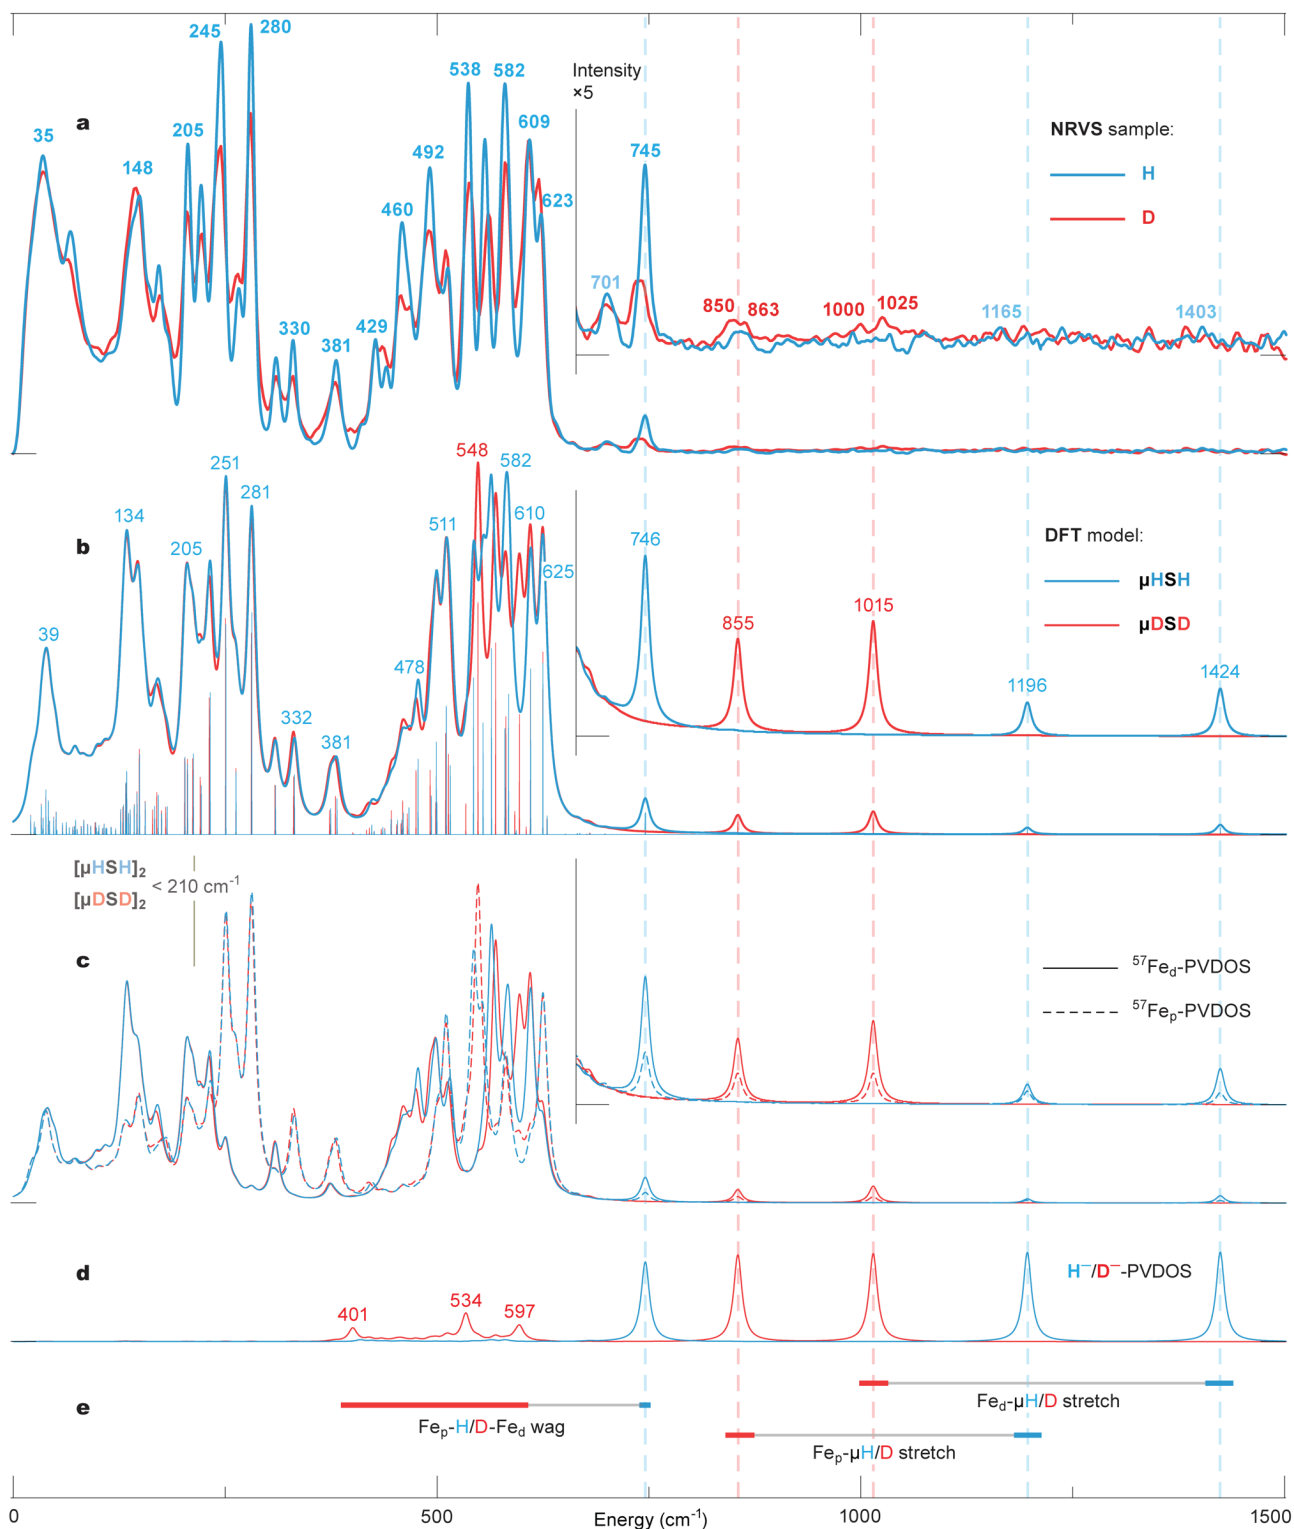 280
245
538
582
Intensity
×5
a
35
205
609
NRVS sample:
148
492
745
H
460
623
D
701
330
429
381
850
863
1000
1025
1165
1403
548
251
582
281
134
511
610
b
205
746
DFT model:
625
µHSH
1015
855
µDSD
39
478
1196
1424
332
381
[µHSH]₂
< 210 cm⁻¹
[µDSD]₂
c
⁵⁷Fed-PVDOS
⁵⁷Feₚ-PVDOS
d
H⁻/D⁻-PVDOS
401
534
597
e
Fed-µH/D stretch
Feₚ-H/D-Fed wag
Feₚ-µH/D stretch
0
500
Energy (cm⁻¹)
1000
1500